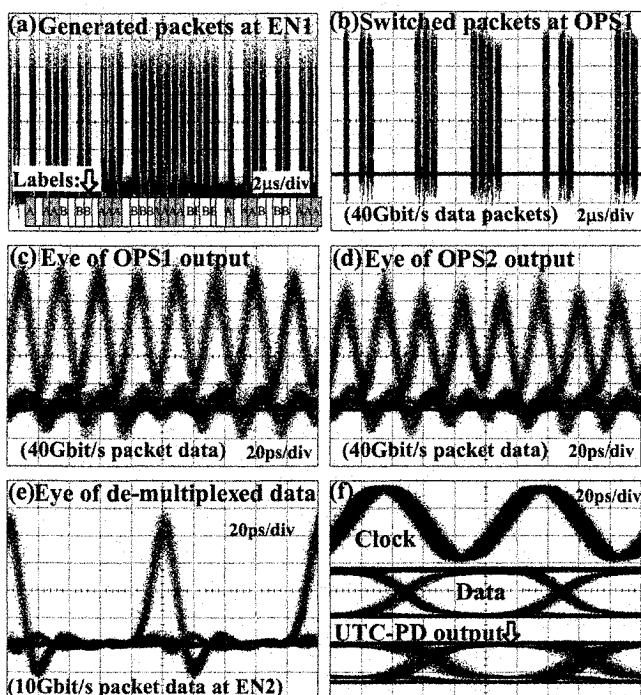 (a) Generated packets at EN1
Labels:
2μs/div
(b) Switched packets at OPS1
(40Gbit/s data packets) 2μs/div
(c) Eye of OPS1 output
(40Gbit/s packet data) 20ps/div
(d) Eye of OPS2 output
(40Gbit/s packet data) 20ps/div
(e) Eye of de-multiplexed data
20ps/div
(10Gbit/s packet data at EN2)
(f)
20ps/div
Clock
Data
UTC-PD output